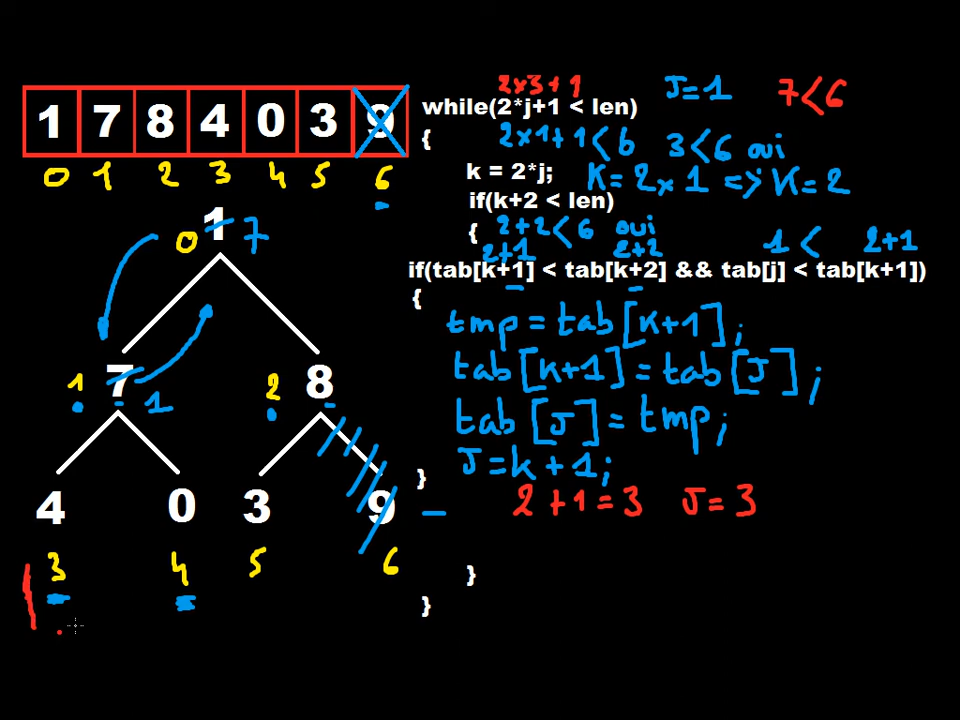 2x3+1 J=1 7<6
1 7 8 4 0 3 9
while(2*j+1 < len)
{ 2x1+1<6 3<6 oui
0 1 2 3 4 5 6
k = 2*j; K=2x1 => K=2
if(k+2 < len)
0 1 7
{ 2+2<6 oui
2+1 2+2 1< 2+1
if(tab[k+1] < tab[k+2] && tab[j] < tab[k+1])
{
tmp = tab[K+1];
tab[K+1] = tab[J];
1 7 1 2 8
tab[J] = tmp;
J=k+1;
}
2+1=3 J=3
4 0 3 9
3 4 5 6
}
}